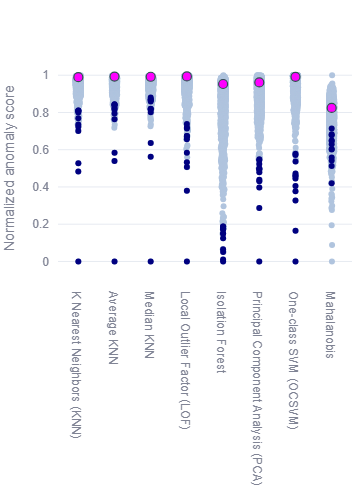 Normalized anomaly score
1
0.8
0.6
0.4
0.2
0
K Nearest Neighbors (KNN)
Average KNN
Median KNN
Local Outlier Factor (LOF)
Isolation Forest
Principal Component Analysis (PCA)
One-class SVM (OCSVM)
Mahalanobis